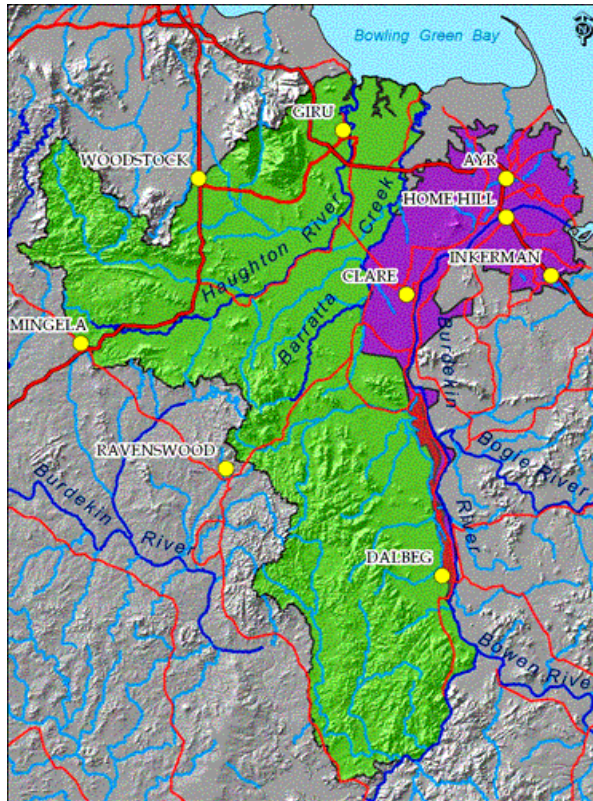 Bowling Green Bay
N
GIRU
WOODSTOCK
AYR
HOME HILL
Creek
Haughton River
INKERMAN
CLARE
Barratta
MINGELA
Burdekin
RAVENSWOOD
Bogie River
Burdekin River
River
DALBEG
Bowen River